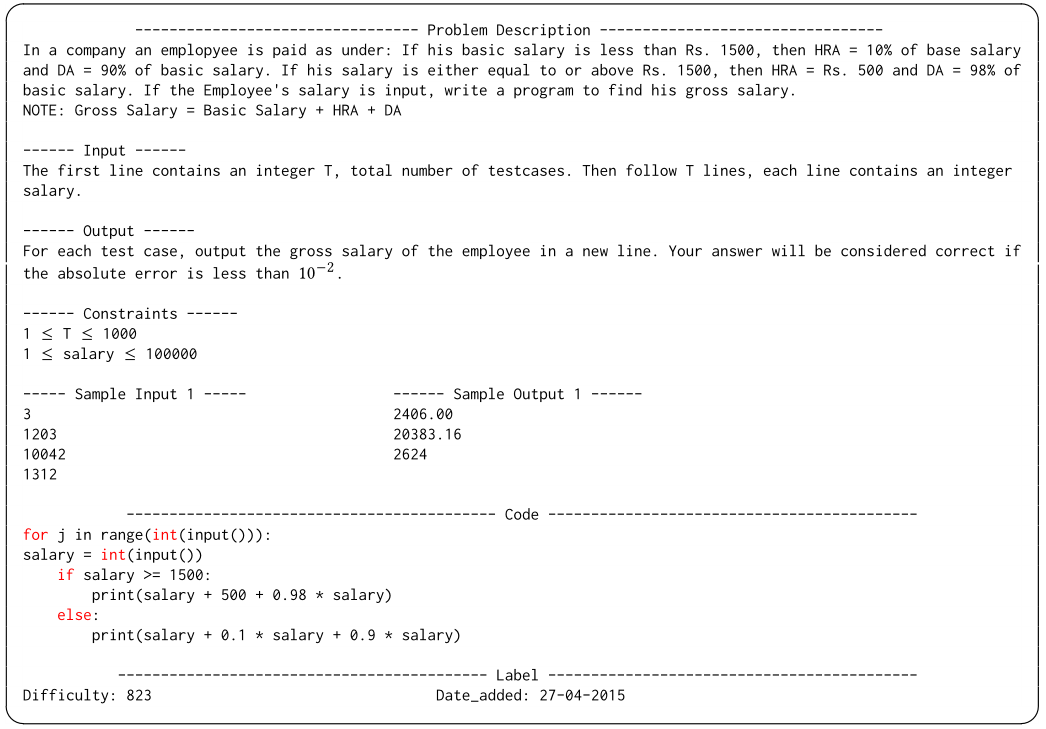 --------------------------------- Problem Description ---------------------------------
In a company an emplopyee is paid as under: If his basic salary is less than Rs. 1500, then HRA = 10% of base salary
and DA = 90% of basic salary. If his salary is either equal to or above Rs. 1500, then HRA = Rs. 500 and DA = 98% of
basic salary. If the Employee's salary is input, write a program to find his gross salary.
NOTE: Gross Salary = Basic Salary + HRA + DA
------ Input ------
The first line contains an integer T, total number of testcases. Then follow T lines, each line contains an integer
salary.
------ Output ------
For each test case, output the gross salary of the employee in a new line. Your answer will be considered correct if
the absolute error is less than 10⁻².
------ Constraints ------
1 ≤ T ≤ 1000
1 ≤ salary ≤ 100000
----- Sample Input 1 ----- ------ Sample Output 1 ------
3 2406.00
1203 20383.16
10042 2624
1312
------------------------------------------- Code -------------------------------------------
for j in range(int(input())):
salary = int(input())
    if salary >= 1500:
        print(salary + 500 + 0.98 * salary)
    else:
        print(salary + 0.1 * salary + 0.9 * salary)
------------------------------------------- Label -------------------------------------------
Difficulty: 823 Date_added: 27-04-2015